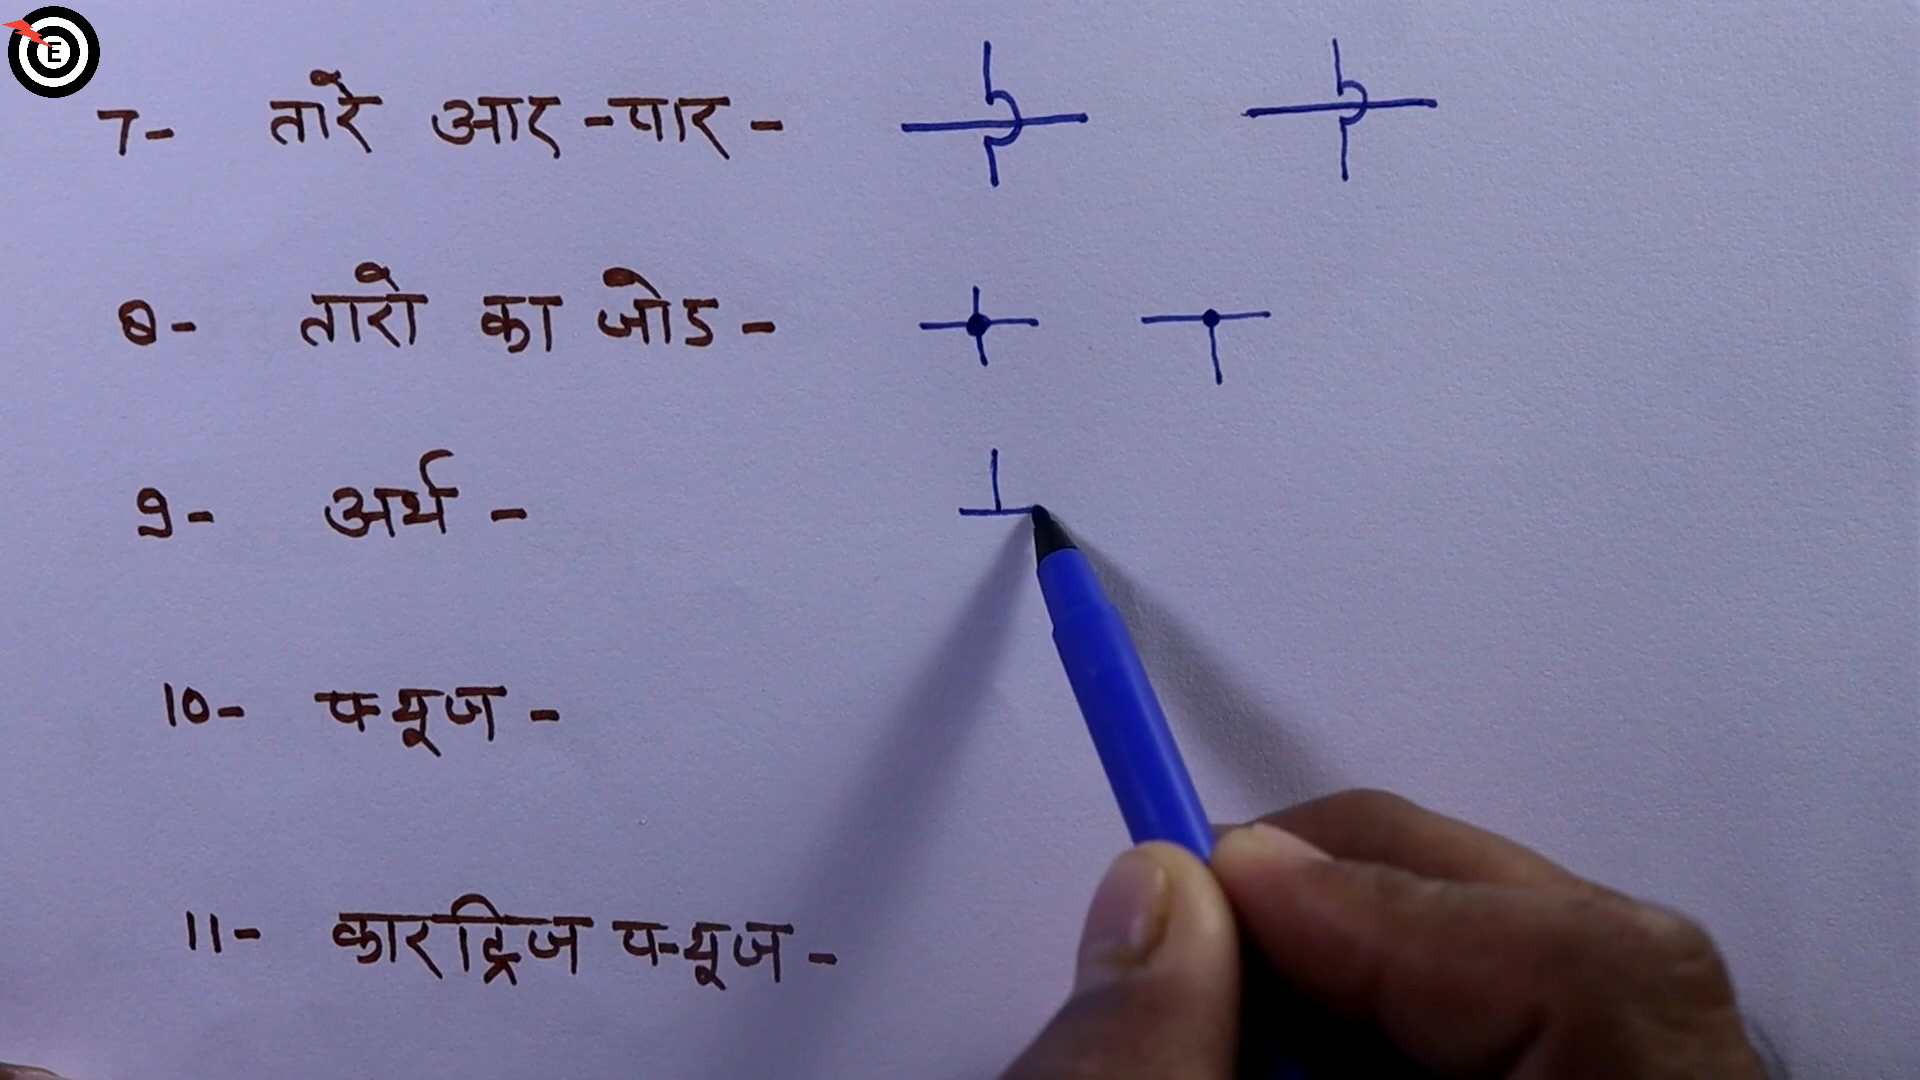 E
7- तारे आर-पार-
8- तारो का जोड -
9- अर्थ -
10- फ्यूज -
11- कारट्रिज फ्यूज -